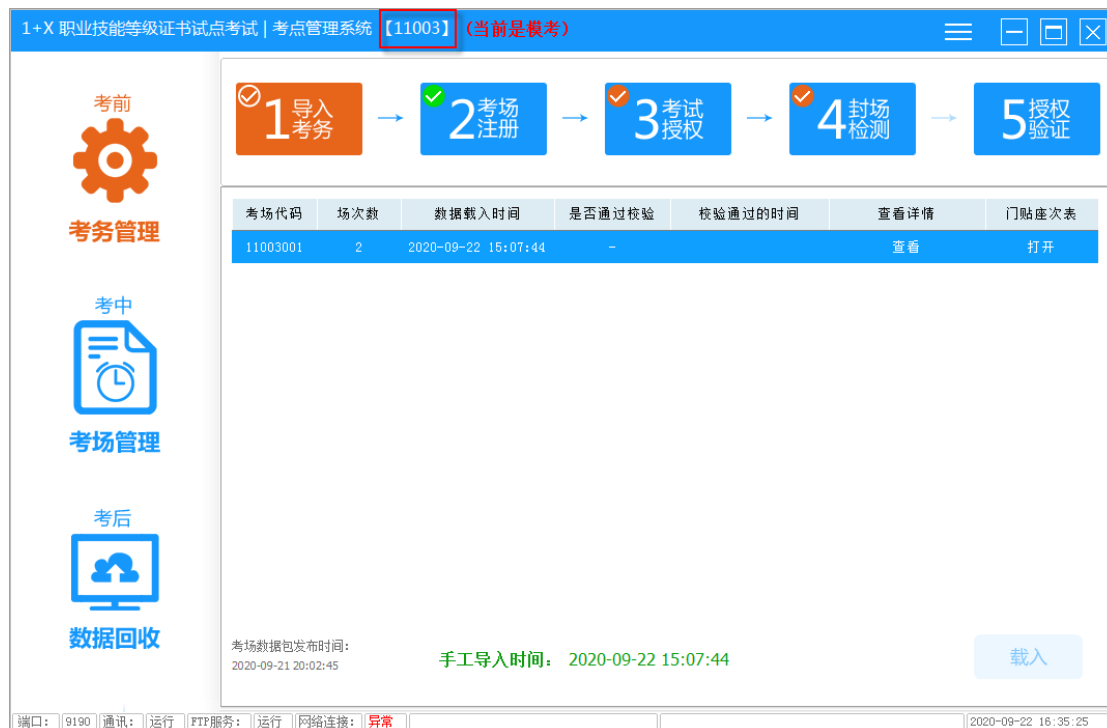 1+X 职业技能等级证书试点考试 | 考点管理系统 【11003】 (当前是模考)
考前
考务管理
考中
考场管理
考后
数据回收
1 导入考务 → 2 考场注册 → 3 考试授权 → 4 封场检测 → 5 授权验证
考场代码 场次数 数据载入时间 是否通过校验 校验通过的时间 查看详情 门贴座次表
11003001 2 2020-09-22 15:07:44 - 查看 打开
考场数据包发布时间:
2020-09-21 20:02:45
手工导入时间: 2020-09-22 15:07:44
载入
端口: 9190 通讯: 运行 FTP服务: 运行 网络连接: 异常 2020-09-22 16:35:25